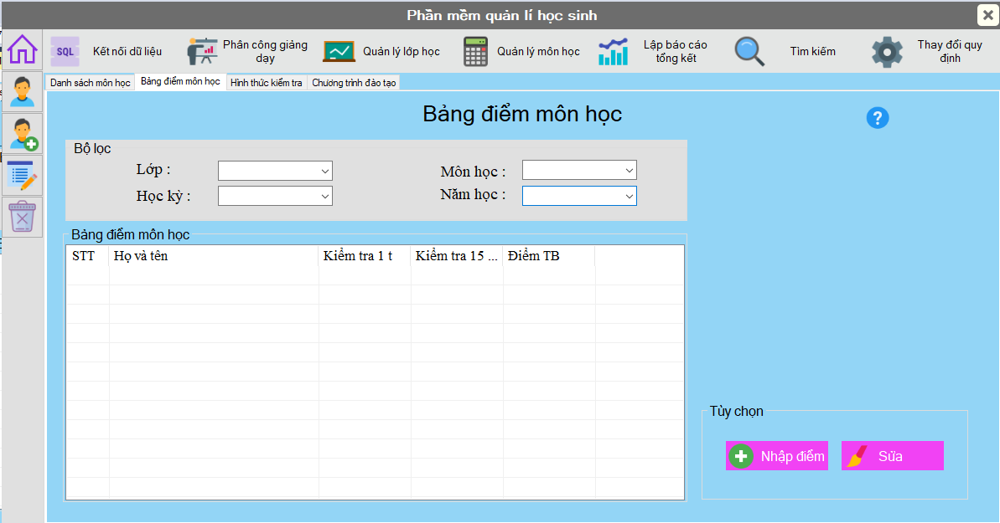 Phần mềm quản lí học sinh
SQL
Kết nối dữ liệu
Phân công giảng
dạy
Quản lý lớp học
Quản lý môn học
Lập báo cáo
tổng kết
Tìm kiếm
Thay đổi quy
định
Danh sách môn học
Bảng điểm môn học
Hình thức kiểm tra
Chương trình đào tạo
Bảng điểm môn học
?
Bộ lọc
Lớp :
Môn học :
Học kỳ :
Năm học :
Bảng điểm môn học
STT
Họ và tên
Kiểm tra 1 t
Kiểm tra 15 ...
Điểm TB
Tùy chọn
Nhập điểm
Sửa